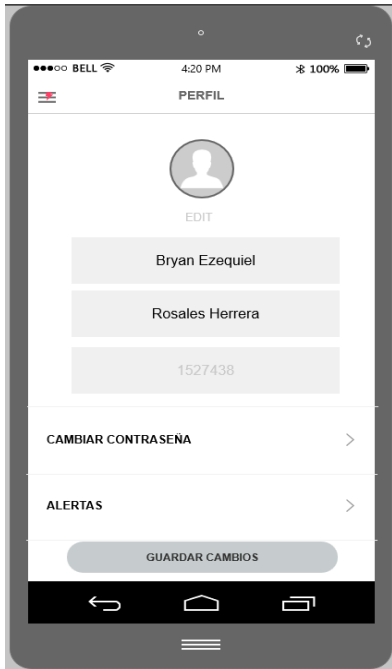 BELL 4:20 PM 100%
PERFIL
EDIT
Bryan Ezequiel
Rosales Herrera
1527438
CAMBIAR CONTRASEÑA
ALERTAS
GUARDAR CAMBIOS